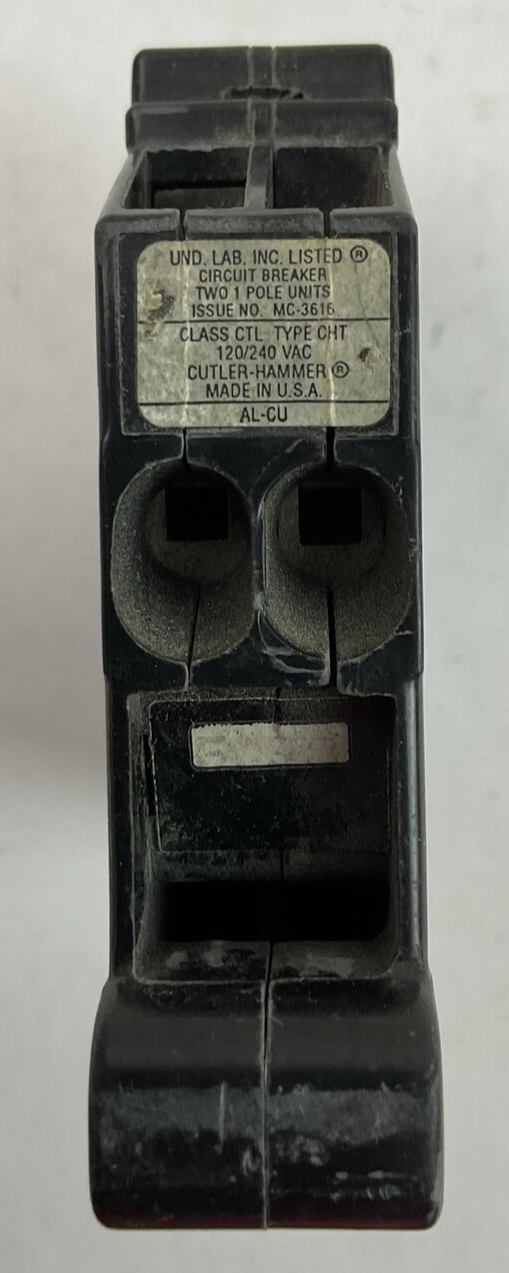 UND. LAB. INC. LISTED ®
CIRCUIT BREAKER
TWO 1 POLE UNITS
ISSUE NO. MC-3616
CLASS CTL TYPE CHT
120/240 VAC
CUTLER-HAMMER ®
MADE IN U.S.A.
AL-CU